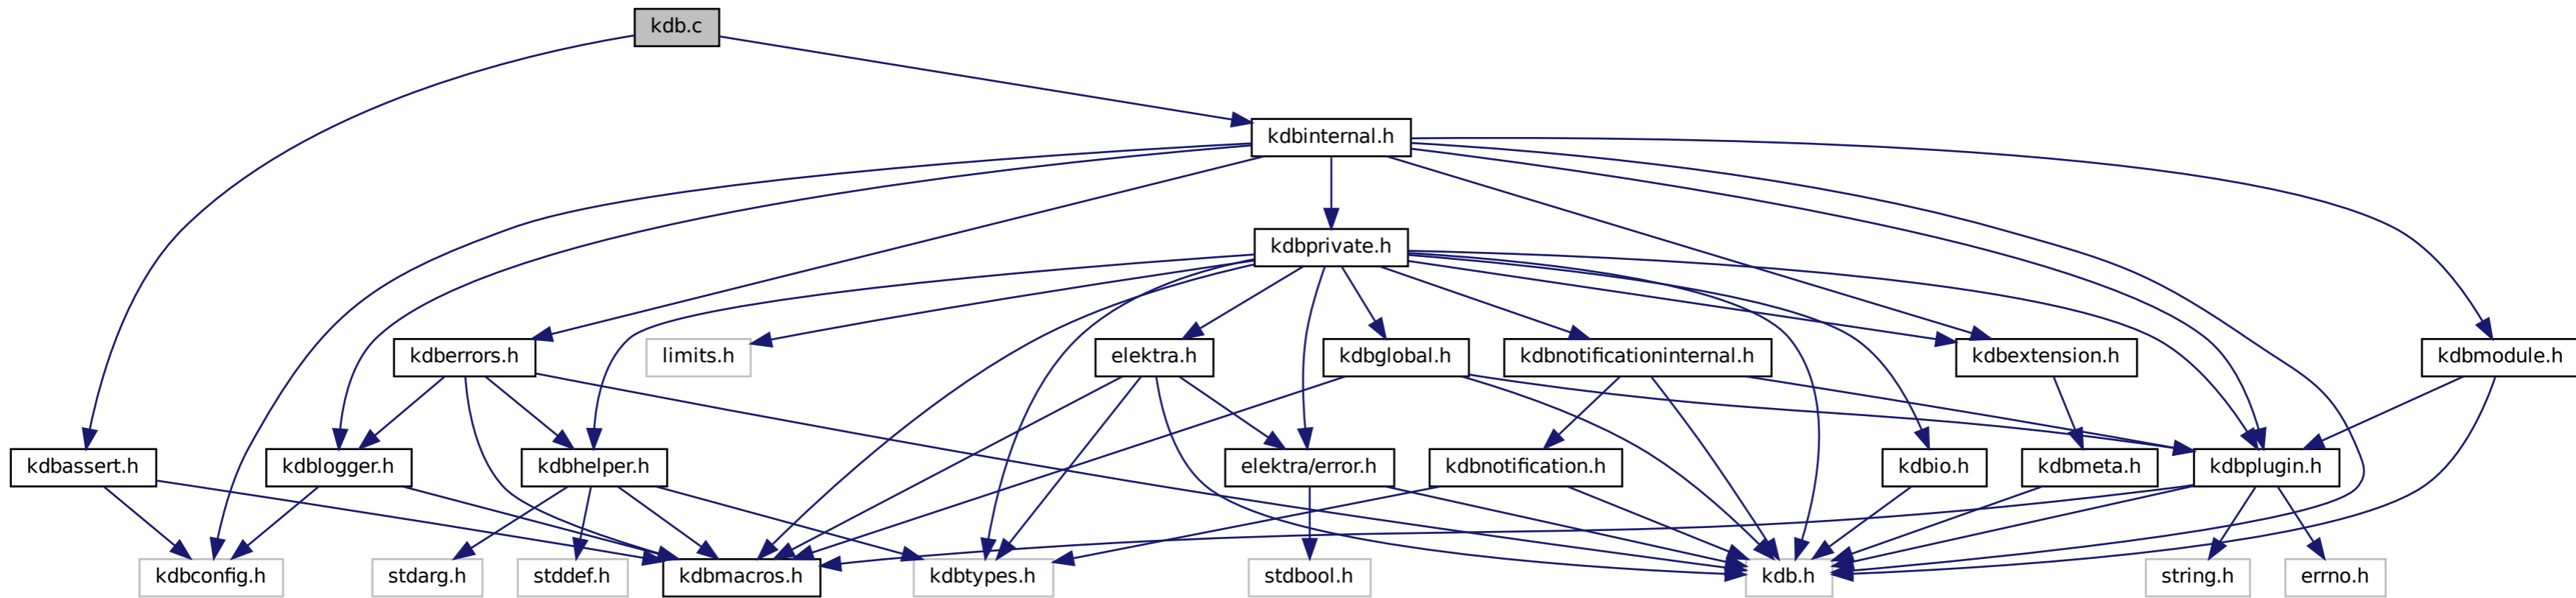 kdb.c
kdbinternal.h
kdbprivate.h
kdberrors.h
limits.h
elektra.h
kdbglobal.h
kdbnotificationinternal.h
kdbextension.h
kdbmodule.h
kdbassert.h
kdblogger.h
kdbhelper.h
elektra/error.h
kdbnotification.h
kdbio.h
kdbmeta.h
kdbplugin.h
kdbconfig.h
stdarg.h
stddef.h
kdbmacros.h
kdbtypes.h
stdbool.h
kdb.h
string.h
errno.h